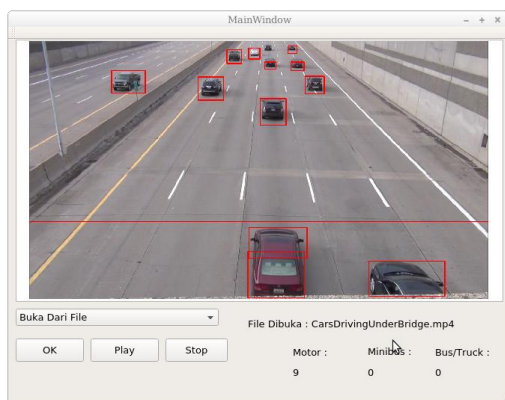 MainWindow
Buka Dari File
File Dibuka : CarsDrivingUnderBridge.mp4
OK Play Stop
Motor : Minibus : Bus/Truck :
9 0 0